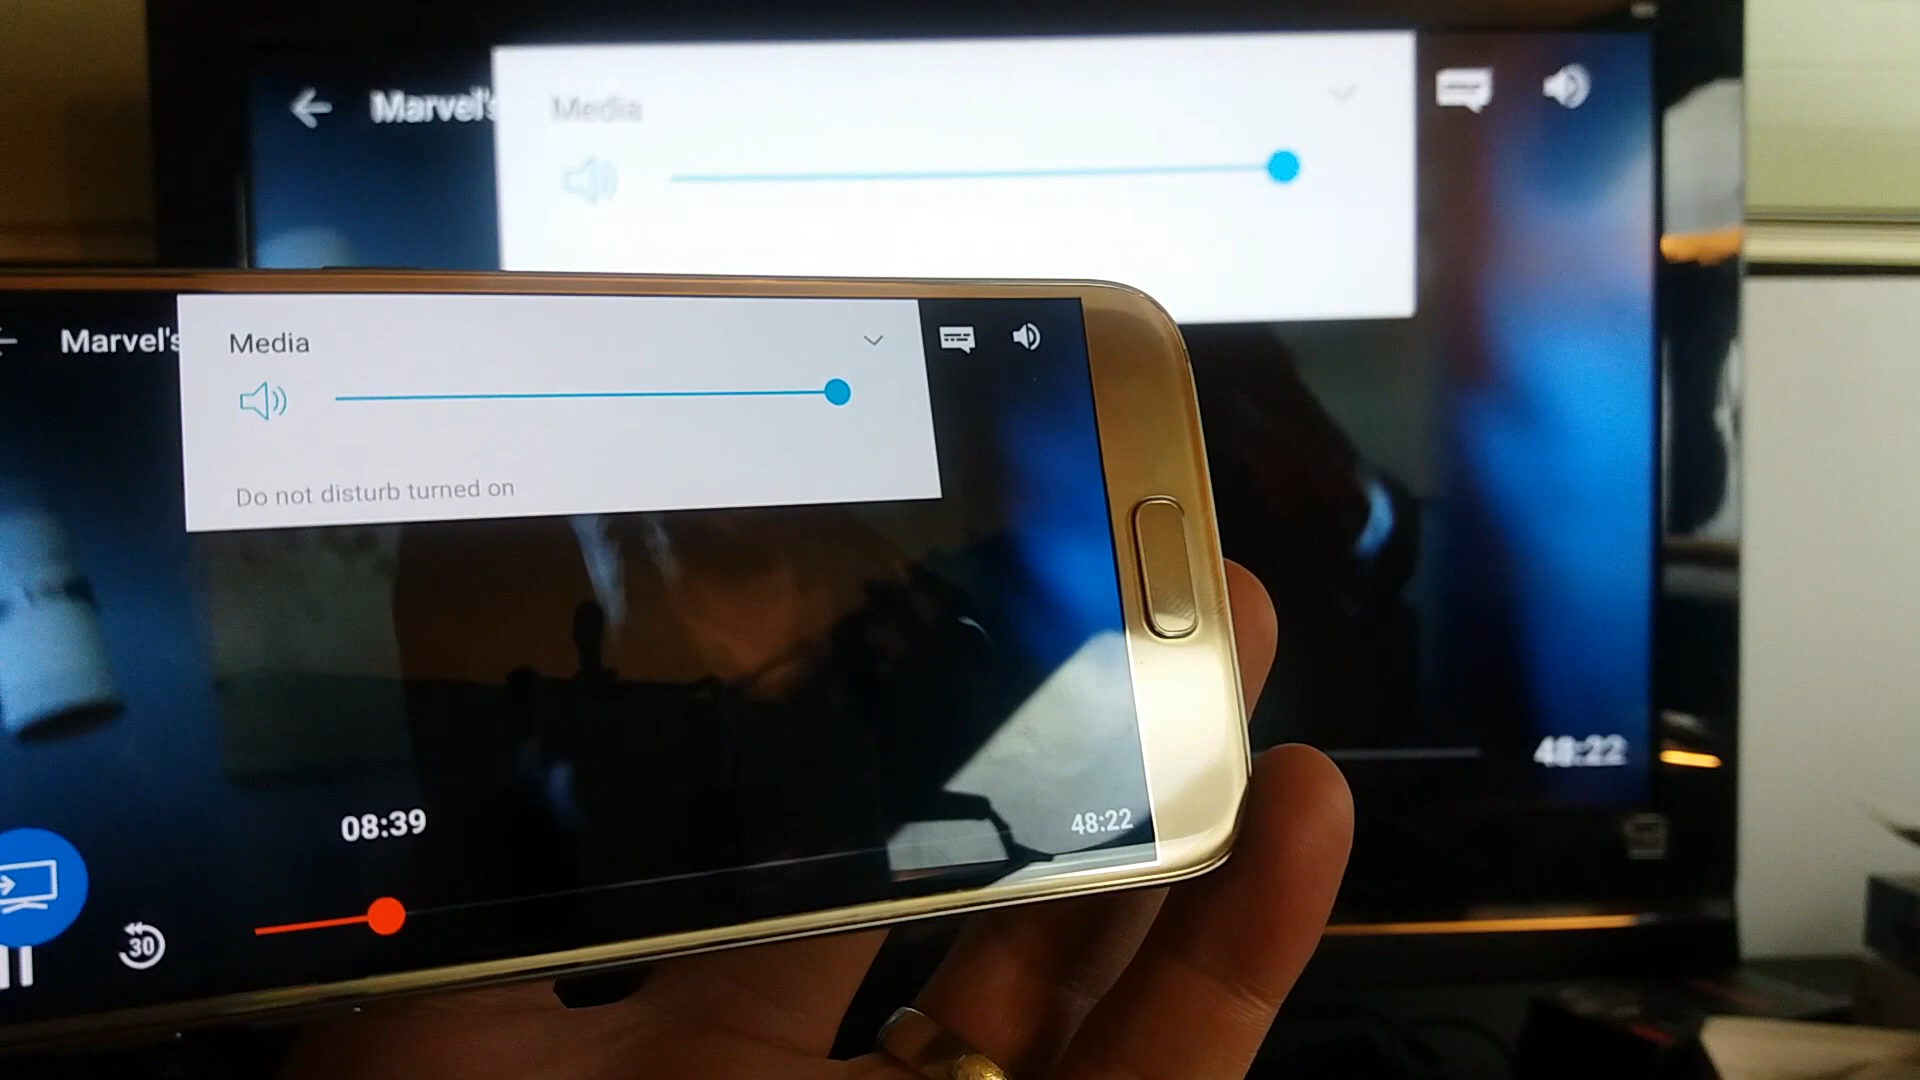 Marvel's
Media
48:22
Marvel's
Media
Do not disturb turned on
08:39
48:22
30